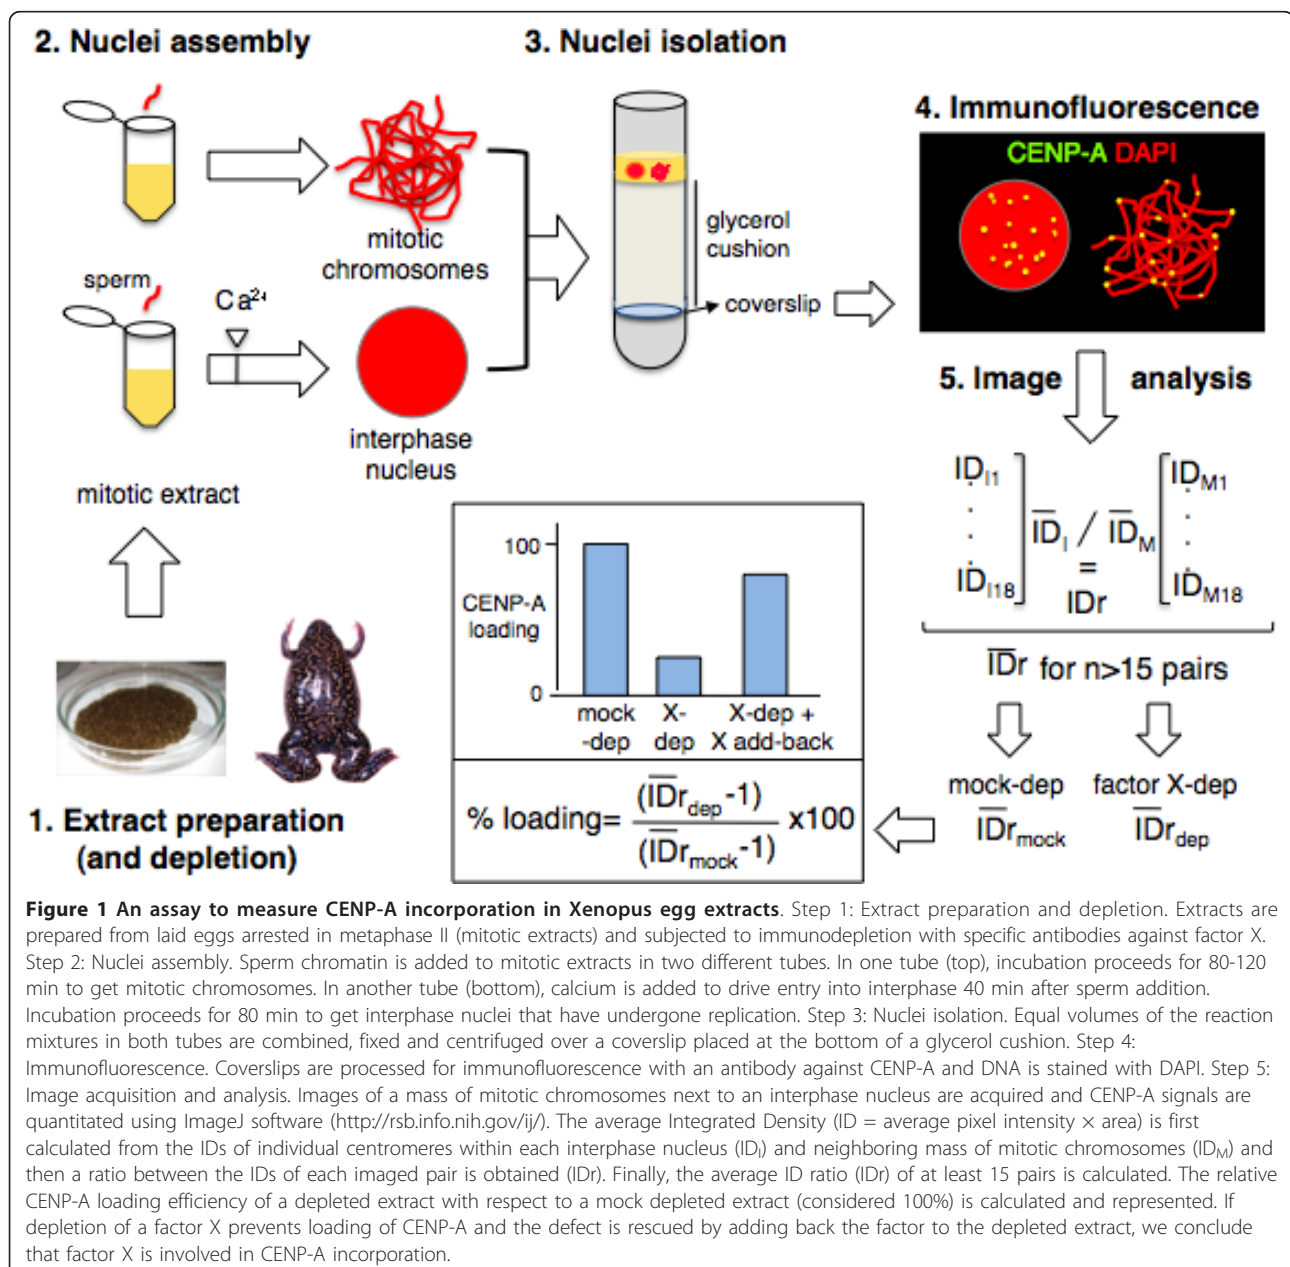 2. Nuclei assembly
3. Nuclei isolation
4. Immunofluorescence
CENP-A DAPI
mitotic
chromosomes
glycerol
cushion
coverslip
sperm
Ca²⁺
interphase
nucleus
mitotic extract
5. Image analysis
ID_I1
.
.
ID_I18
ID̅_I / ID̅_M
=
IDr
ID_M1
.
.
ID_M18
I̅D̅r for n>15 pairs
mock-dep
I̅D̅r_mock
factor X-dep
I̅D̅r_dep
100
CENP-A
loading
0
mock
-dep
X-
dep
X-dep +
X add-back
% loading= (I̅D̅r_dep -1) / (I̅D̅r_mock -1) x100
1. Extract preparation
(and depletion)
Figure 1 An assay to measure CENP-A incorporation in Xenopus egg extracts. Step 1: Extract preparation and depletion. Extracts are
prepared from laid eggs arrested in metaphase II (mitotic extracts) and subjected to immunodepletion with specific antibodies against factor X.
Step 2: Nuclei assembly. Sperm chromatin is added to mitotic extracts in two different tubes. In one tube (top), incubation proceeds for 80-120
min to get mitotic chromosomes. In another tube (bottom), calcium is added to drive entry into interphase 40 min after sperm addition.
Incubation proceeds for 80 min to get interphase nuclei that have undergone replication. Step 3: Nuclei isolation. Equal volumes of the reaction
mixtures in both tubes are combined, fixed and centrifuged over a coverslip placed at the bottom of a glycerol cushion. Step 4:
Immunofluorescence. Coverslips are processed for immunofluorescence with an antibody against CENP-A and DNA is stained with DAPI. Step 5:
Image acquisition and analysis. Images of a mass of mitotic chromosomes next to an interphase nucleus are acquired and CENP-A signals are
quantitated using ImageJ software (http://rsb.info.nih.gov/ij/). The average Integrated Density (ID = average pixel intensity × area) is first
calculated from the IDs of individual centromeres within each interphase nucleus (ID_I) and neighboring mass of mitotic chromosomes (ID_M) and
then a ratio between the IDs of each imaged pair is obtained (IDr). Finally, the average ID ratio (IDr) of at least 15 pairs is calculated. The relative
CENP-A loading efficiency of a depleted extract with respect to a mock depleted extract (considered 100%) is calculated and represented. If
depletion of a factor X prevents loading of CENP-A and the defect is rescued by adding back the factor to the depleted extract, we conclude
that factor X is involved in CENP-A incorporation.